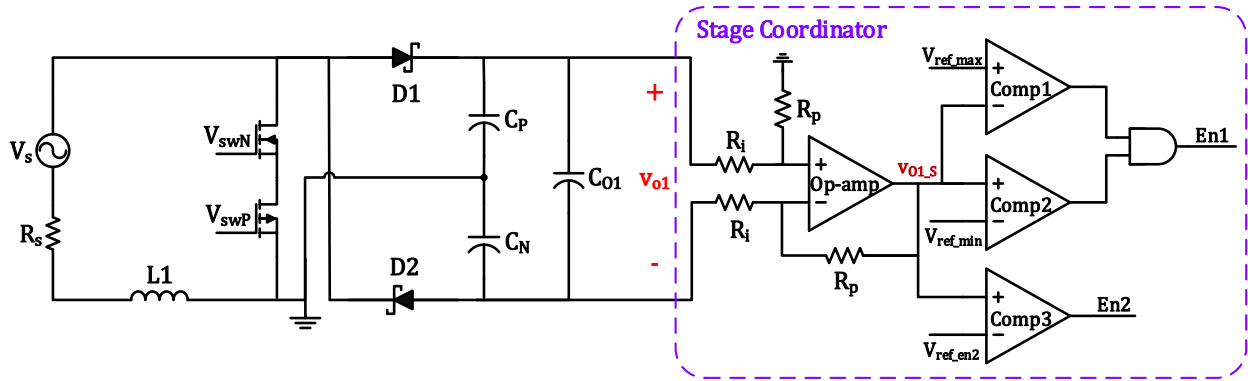 Stage Coordinator
V_ref_max
+
Comp1
−
D1
+
R_p
C_P
V_swN
V_s
R_i
En1
+
Op-amp
−
v_O1_S
v_o1
C_O1
+
Comp2
−
V_swP
R_s
R_i
V_ref_min
C_N
-
D2
L1
R_p
+
Comp3
−
En2
V_ref_en2